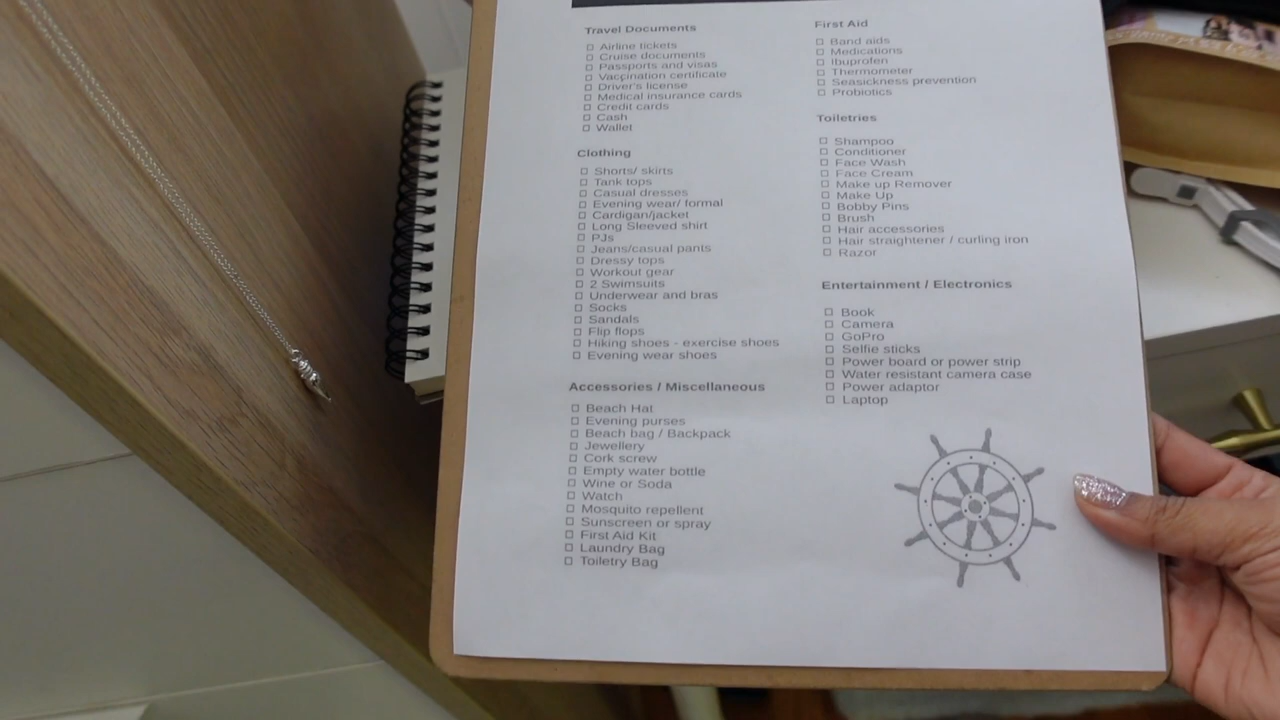 Travel Documents
☐ Airline tickets
☐ Cruise documents
☐ Passports and visas
☐ Vaccination certificate
☐ Driver's license
☐ Medical insurance cards
☐ Credit cards
☐ Cash
☐ Wallet
Clothing
☐ Shorts/ skirts
☐ Tank tops
☐ Casual dresses
☐ Evening wear/ formal
☐ Cardigan/jacket
☐ Long Sleeved shirt
☐ PJs
☐ Jeans/casual pants
☐ Dressy tops
☐ Workout gear
☐ 2 Swimsuits
☐ Underwear and bras
☐ Socks
☐ Sandals
☐ Flip flops
☐ Hiking shoes - exercise shoes
☐ Evening wear shoes
Accessories / Miscellaneous
☐ Beach Hat
☐ Evening purses
☐ Beach bag / Backpack
☐ Jewellery
☐ Cork screw
☐ Empty water bottle
☐ Wine or Soda
☐ Watch
☐ Mosquito repellent
☐ Sunscreen or spray
☐ First Aid Kit
☐ Laundry Bag
☐ Toiletry Bag
First Aid
☐ Band aids
☐ Medications
☐ Ibuprofen
☐ Thermometer
☐ Seasickness prevention
☐ Probiotics
Toiletries
☐ Shampoo
☐ Conditioner
☐ Face Wash
☐ Face Cream
☐ Make up Remover
☐ Make Up
☐ Bobby Pins
☐ Brush
☐ Hair accessories
☐ Hair straightener / curling iron
☐ Razor
Entertainment / Electronics
☐ Book
☐ Camera
☐ GoPro
☐ Selfie sticks
☐ Power board or power strip
☐ Water resistant camera case
☐ Power adaptor
☐ Laptop